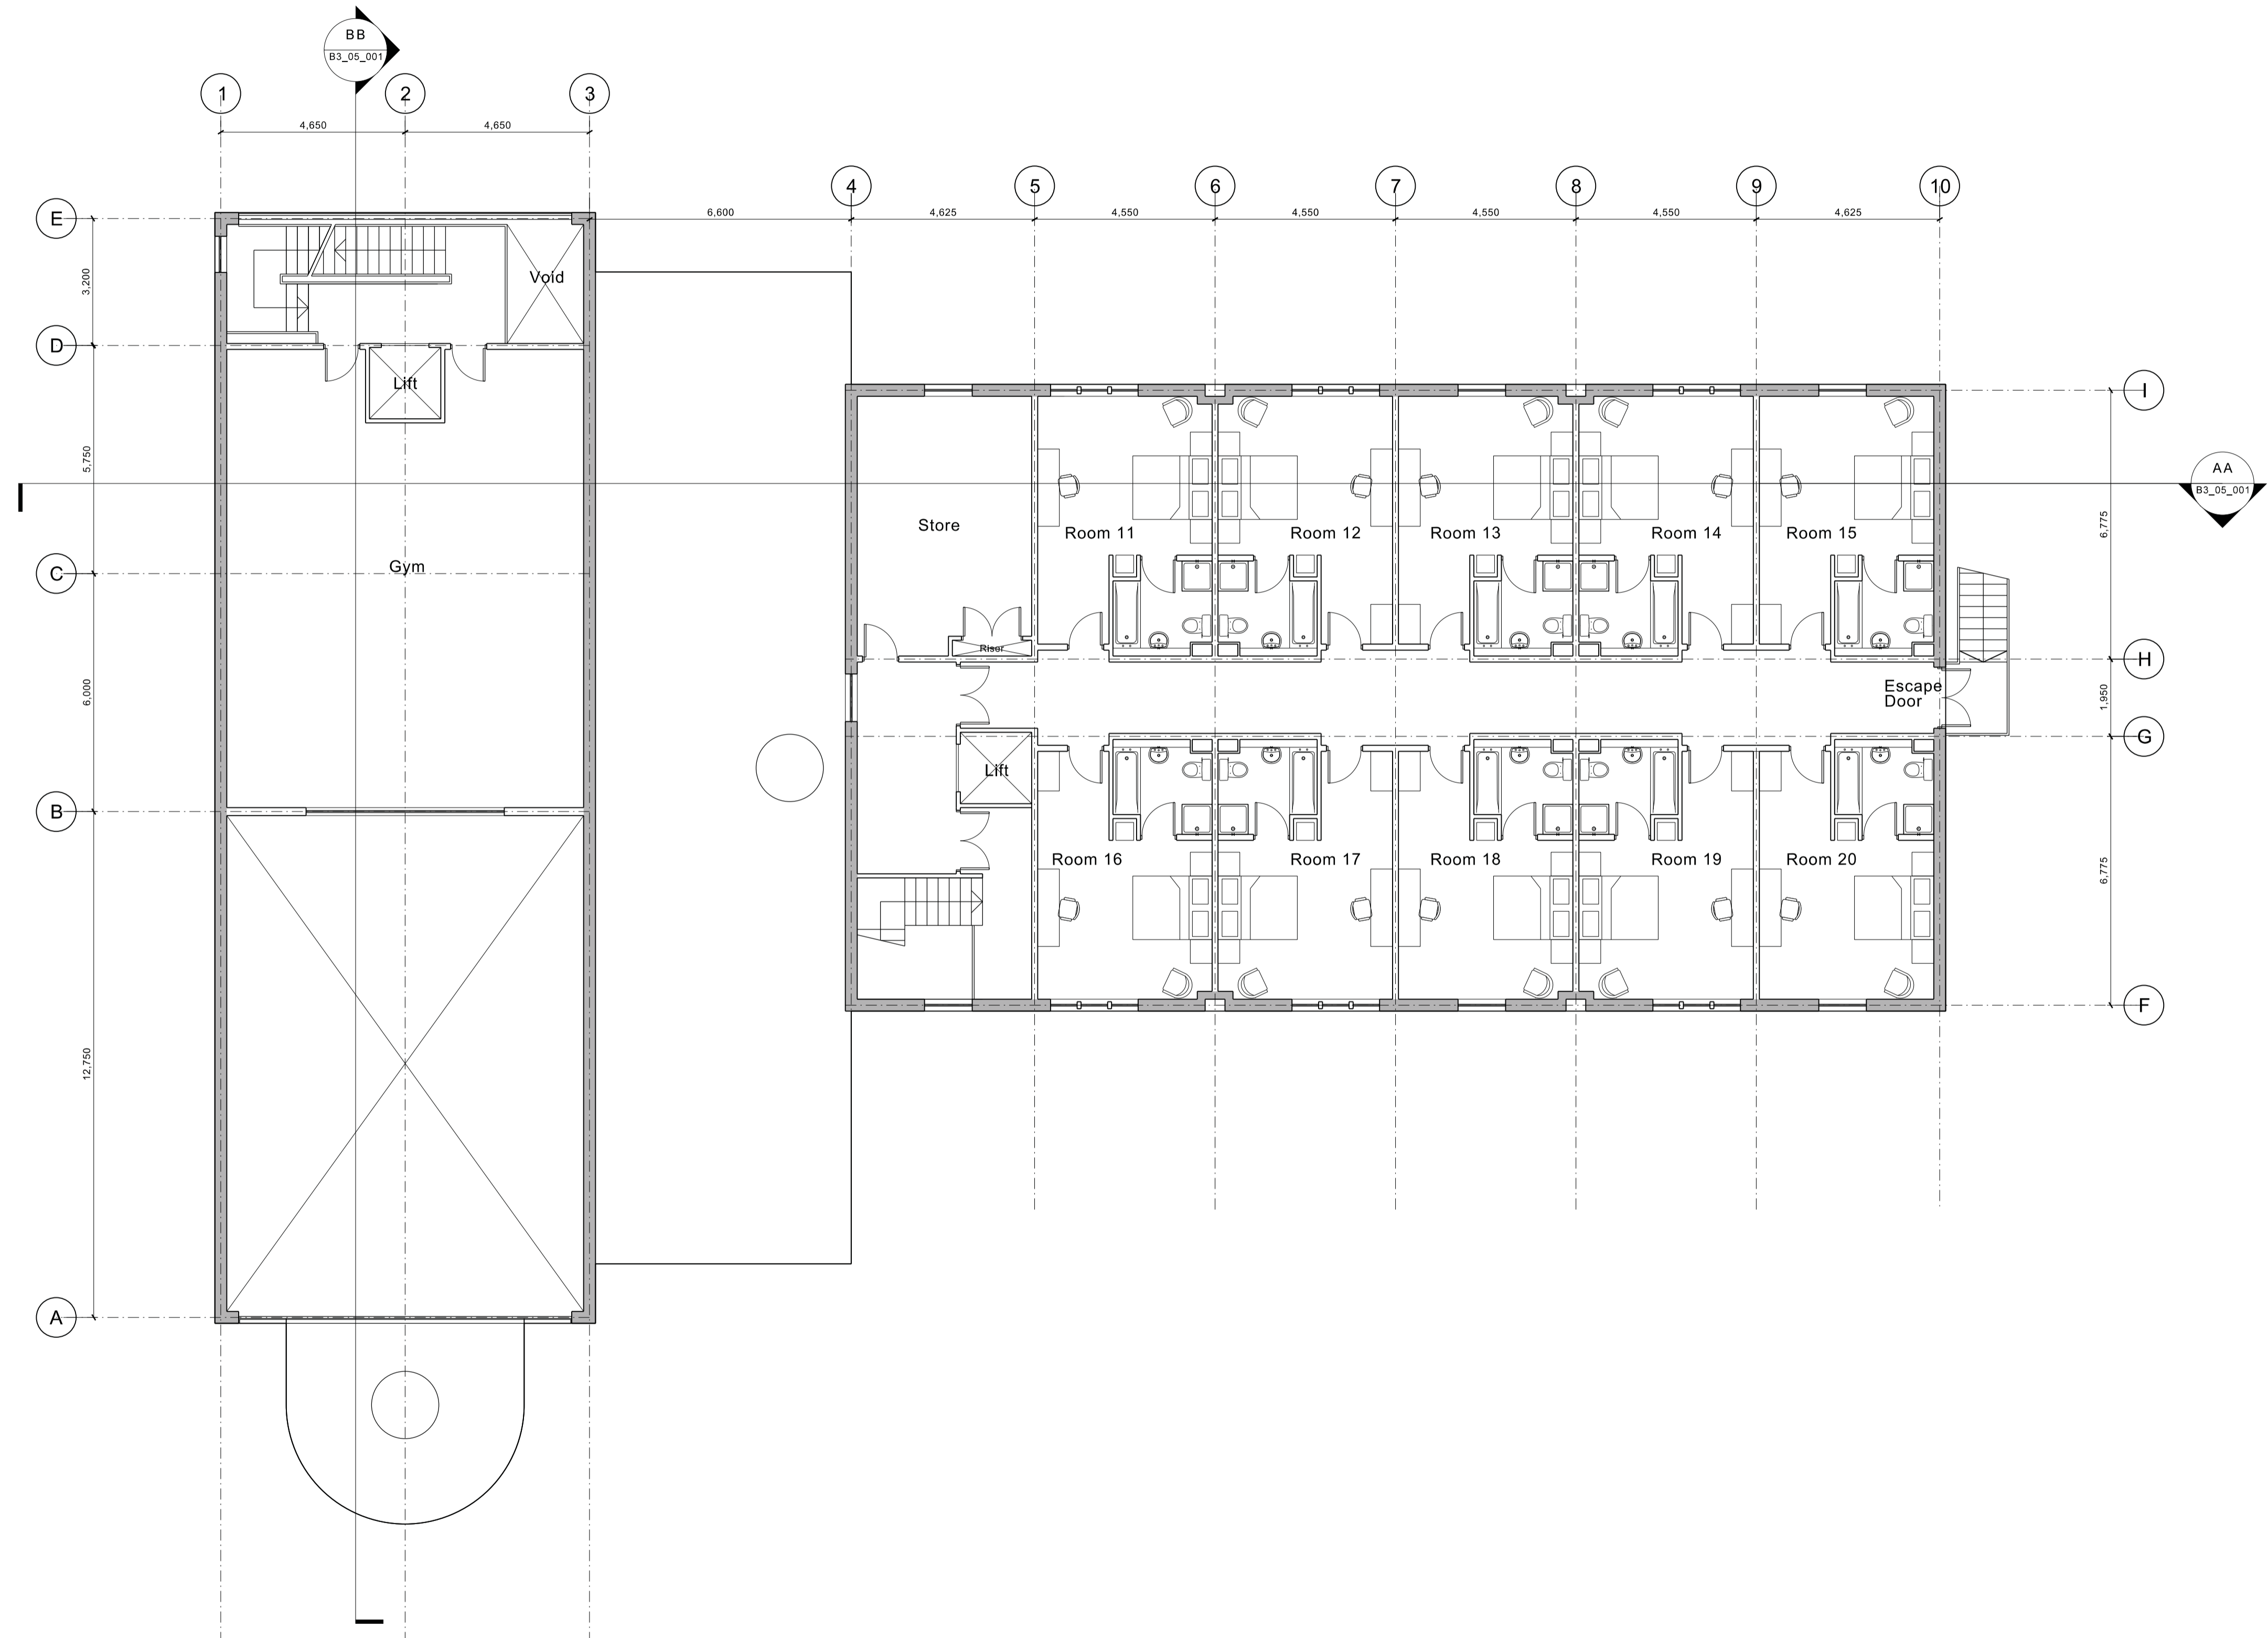 BB
B3_05_001
1
2
3
4,650
4,650
4
5
6
7
8
9
10
6,600
4,625
4,550
4,550
4,550
4,550
4,625
E
3,200
D
5,750
C
6,000
B
12,750
A
Void
Lift
Gym
I
AA
B3_05_001
6,775
H
1,950
G
6,775
F
Store
Room 11
Room 12
Room 13
Room 14
Room 15
Riser
Escape
Door
Lift
Room 16
Room 17
Room 18
Room 19
Room 20